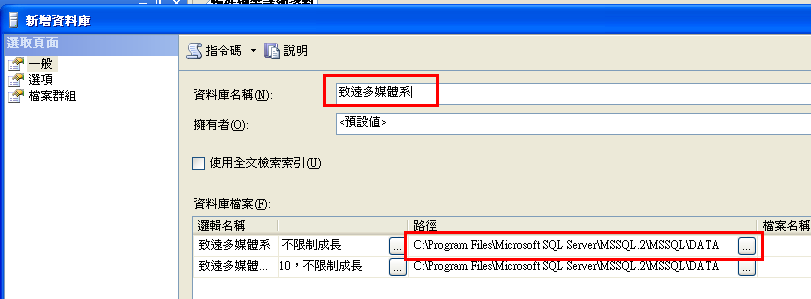 新增資料庫
選取頁面
一般
選項
檔案群組
指令碼 說明
資料庫名稱(N): 致遠多媒體系
擁有者(O): <預設值>
使用全文檢索索引(U)
資料庫檔案(F):
邏輯名稱 路徑 檔案名稱
致遠多媒體系 不限制成長 ... C:\Program Files\Microsoft SQL Server\MSSQL.2\MSSQL\DATA ...
致遠多媒體... 10，不限制成長 ... C:\Program Files\Microsoft SQL Server\MSSQL.2\MSSQL\DATA ...